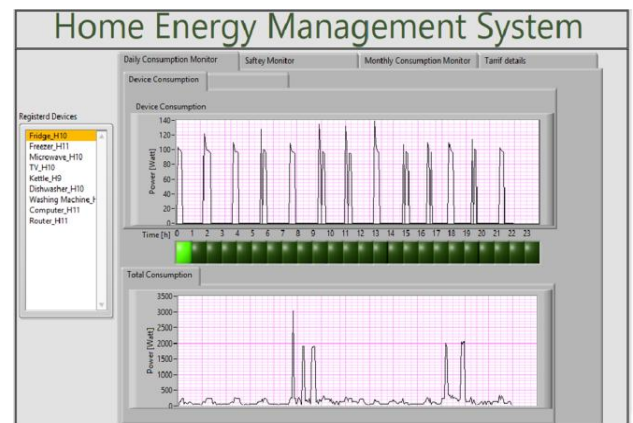 Home Energy Management System
Daily Consumption Monitor
Saftey Monitor
Monthly Consumption Monitor
Tarrif details
Device Consumption
Registerd Devices
Fridge_H10
Freezer_H11
Microwave_H10
TV_H10
Kettle_H9
Dishwasher_H10
Washing Machine_H
Computer_H11
Router_H11
Device Consumption
Power [Watt]
140
120
100
80
60
40
20
0
Time [h] 0 1 2 3 4 5 6 7 8 9 10 11 12 13 14 15 16 17 18 19 20 21 22 23
Total Consumption
Power [Watt]
3500
3000
2500
2000
1500
1000
500
0